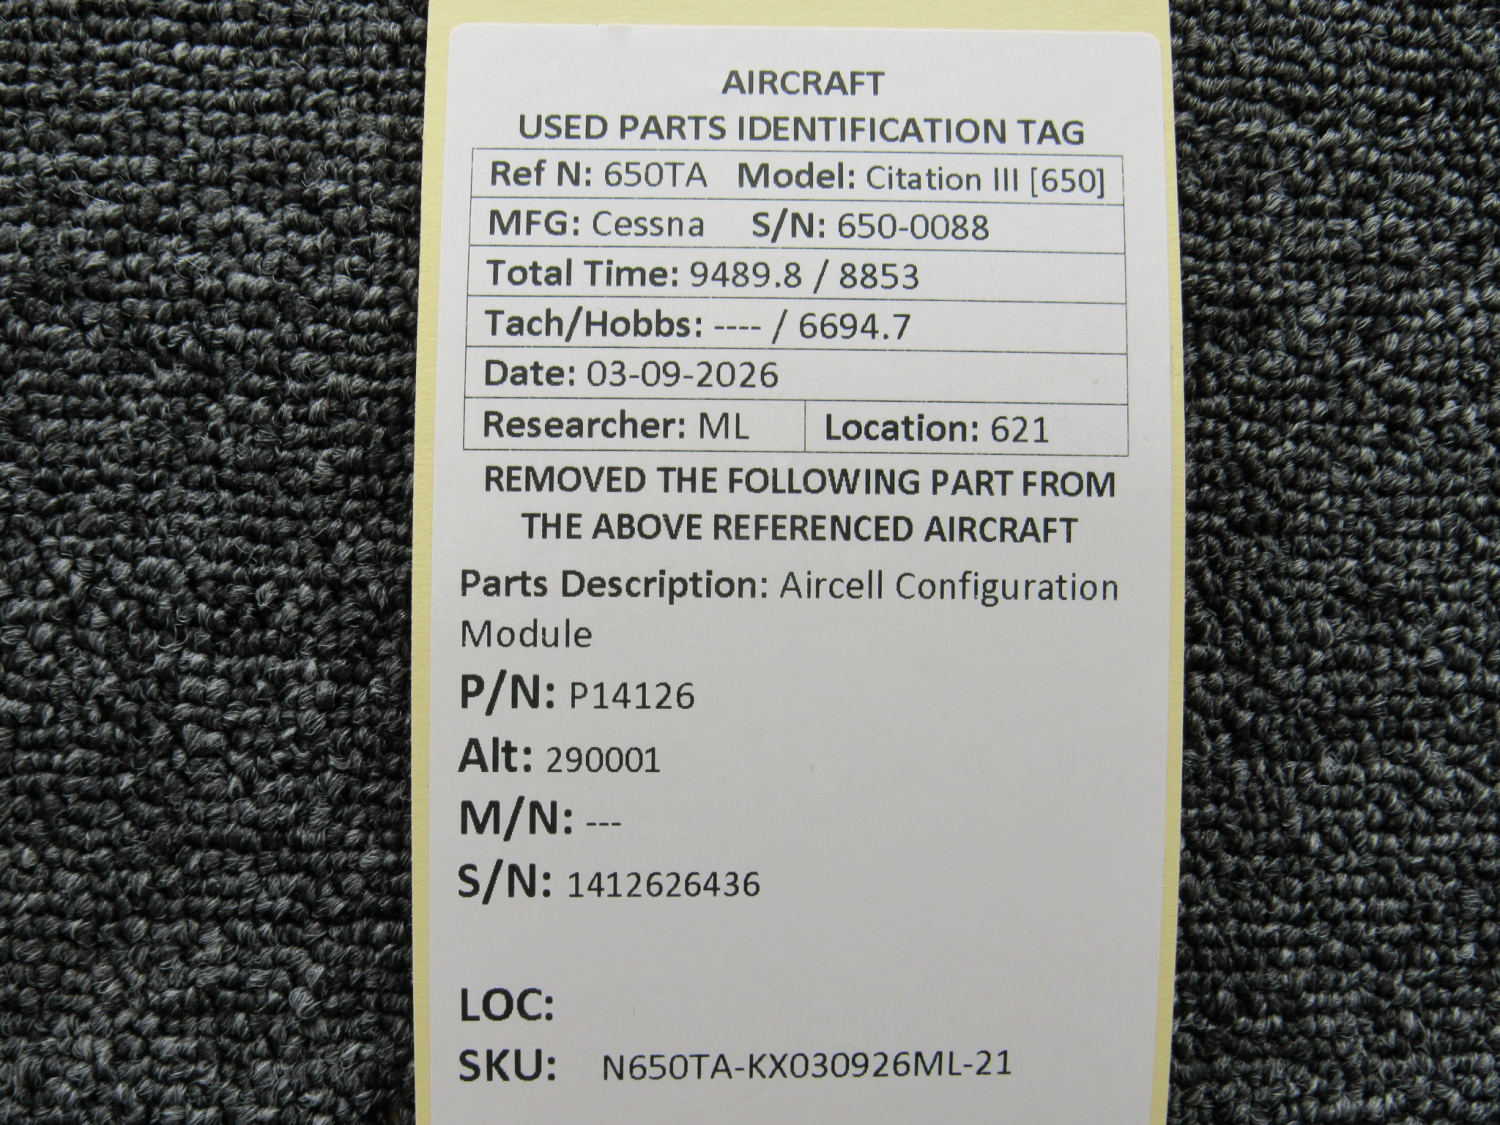 AIRCRAFT
USED PARTS IDENTIFICATION TAG
Ref N: 650TA Model: Citation III [650]
MFG: Cessna S/N: 650-0088
Total Time: 9489.8 / 8853
Tach/Hobbs: ---- / 6694.7
Date: 03-09-2026
Researcher: ML Location: 621
REMOVED THE FOLLOWING PART FROM
THE ABOVE REFERENCED AIRCRAFT
Parts Description: Aircell Configuration
Module
P/N: P14126
Alt: 290001
M/N: ---
S/N: 1412626436
LOC:
SKU: N650TA-KX030926ML-21